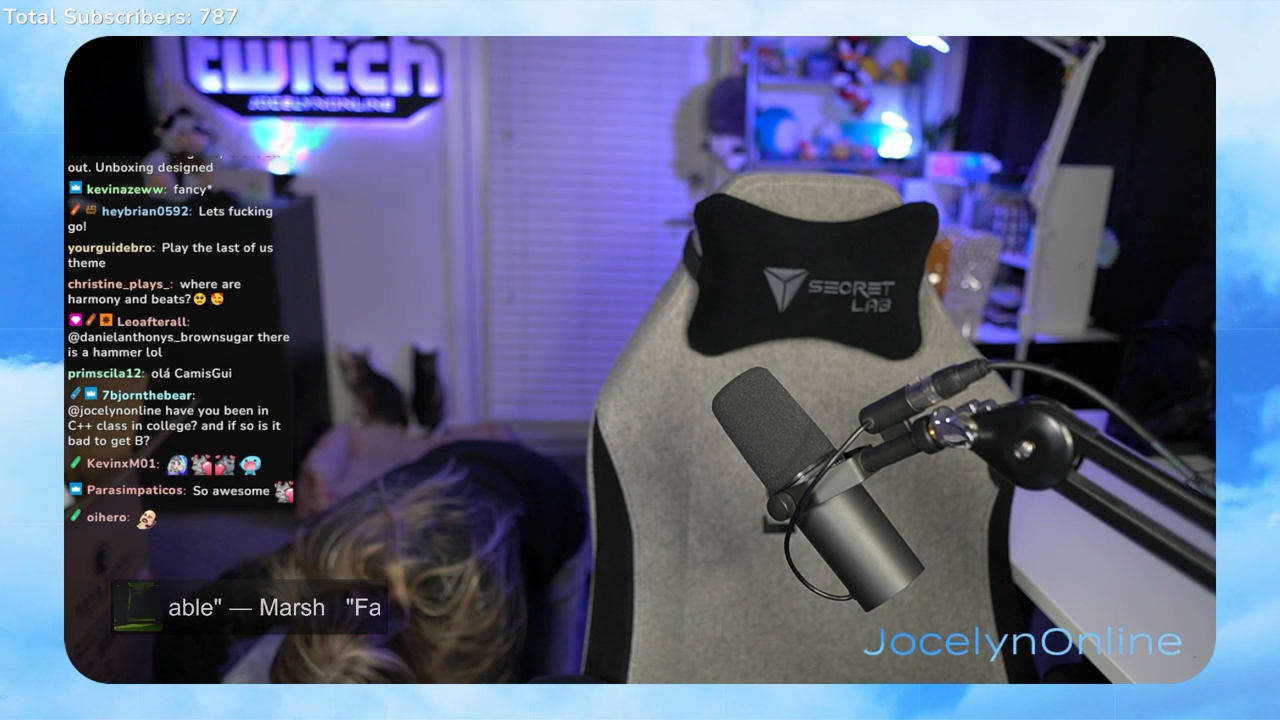 Total Subscribers: 787
twitch
JOCELYNONLINE
out. Unboxing designed
kevinazeww: fancy*
heybrian0592: Lets fucking
go!
yourguidebro: Play the last of us
theme
christine_plays_: where are
harmony and beats?🥺 🥰
Leoafterall:
@danielanthonys_brownsugar there
is a hammer lol
primscila12: olá CamisGui
7bjornthebear:
@jocelynonline have you been in
C++ class in college? and if so is it
bad to get B?
KevinxM01:
Parasimpaticos: So awesome
oihero:
SECRET
LAB
able" — Marsh "Fa
JocelynOnline